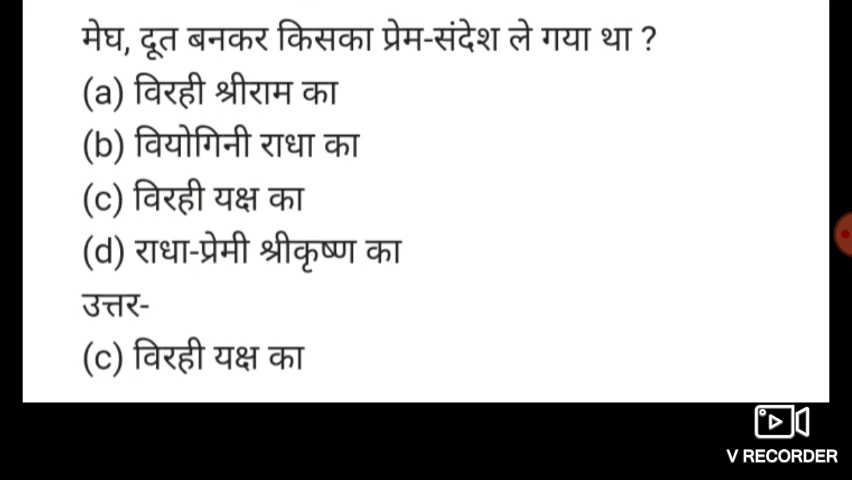 मेघ, दूत बनकर किसका प्रेम-संदेश ले गया था ?
(a) विरही श्रीराम का
(b) वियोगिनी राधा का
(c) विरही यक्ष का
(d) राधा-प्रेमी श्रीकृष्ण का
उत्तर-
(c) विरही यक्ष का
V RECORDER